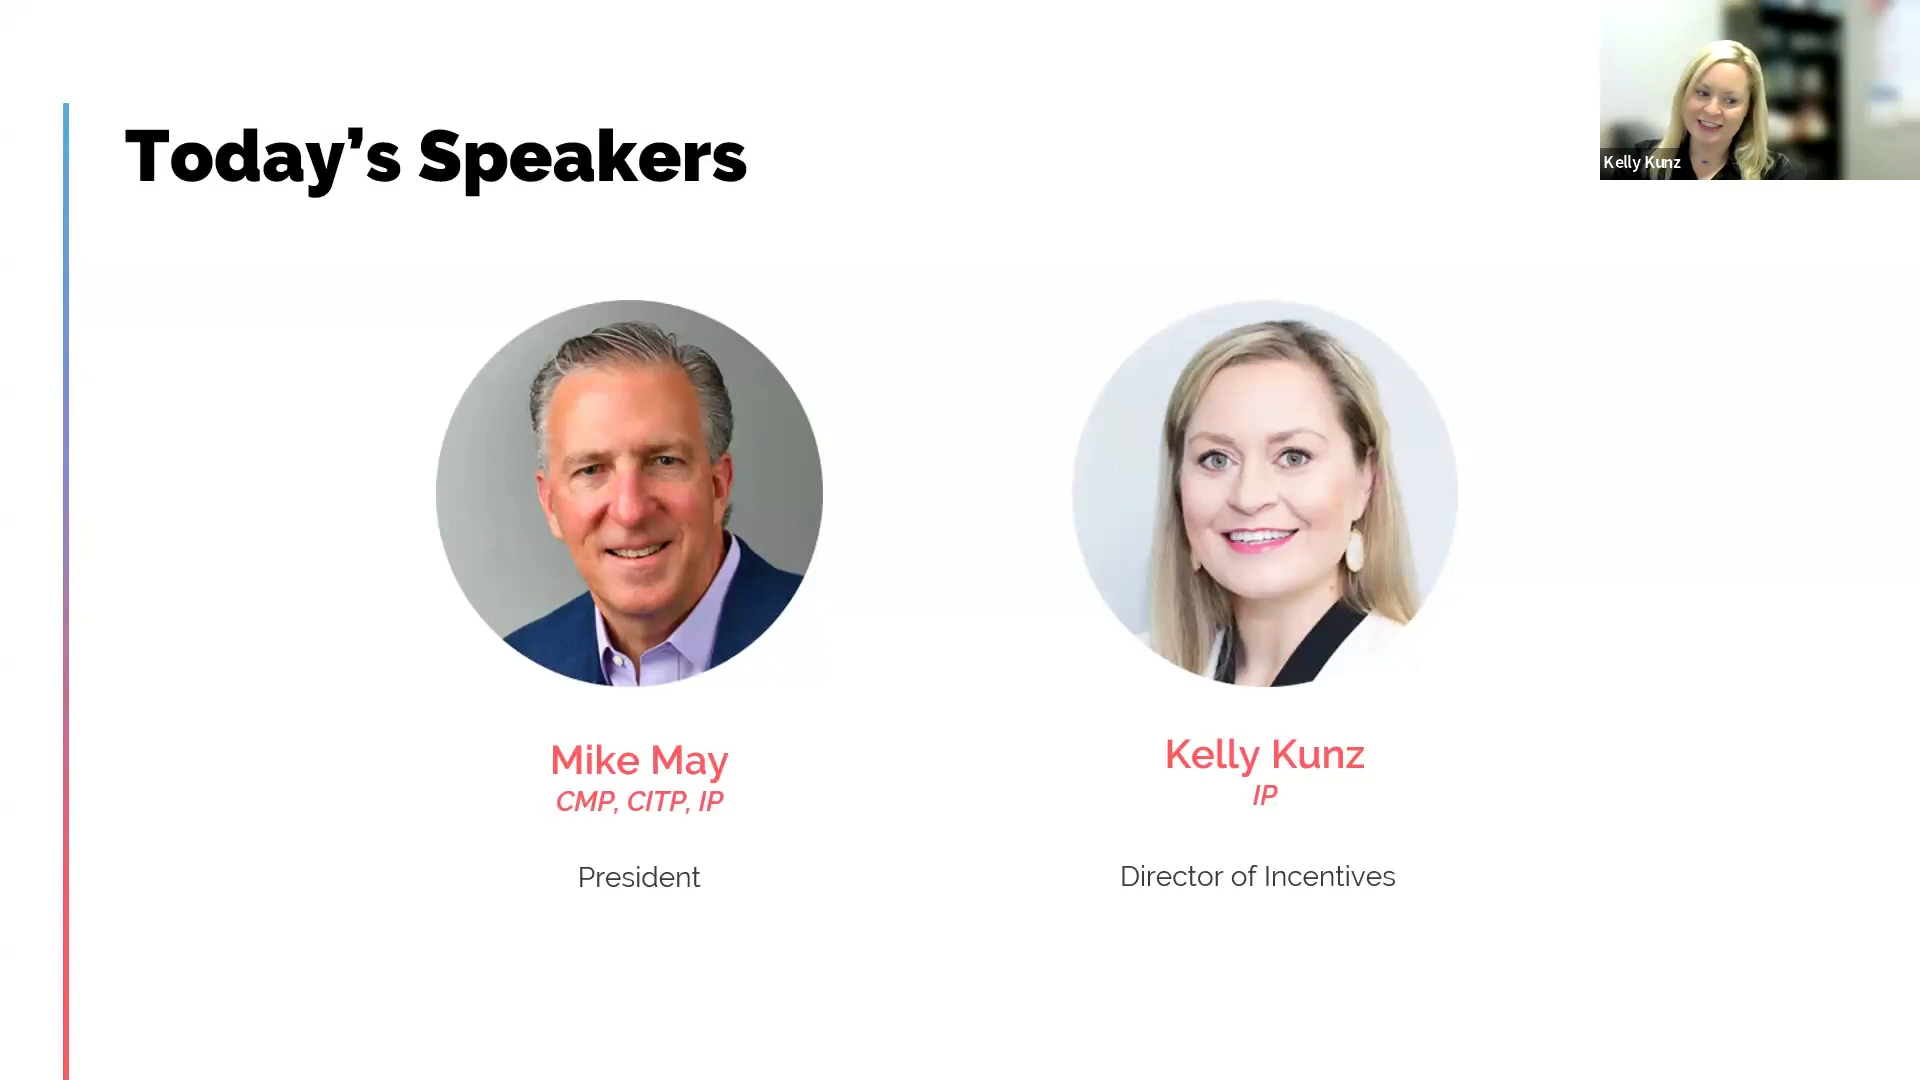 Today’s Speakers
Kelly Kunz
Mike May
CMP, CITP, IP
President
Kelly Kunz
IP
Director of Incentives